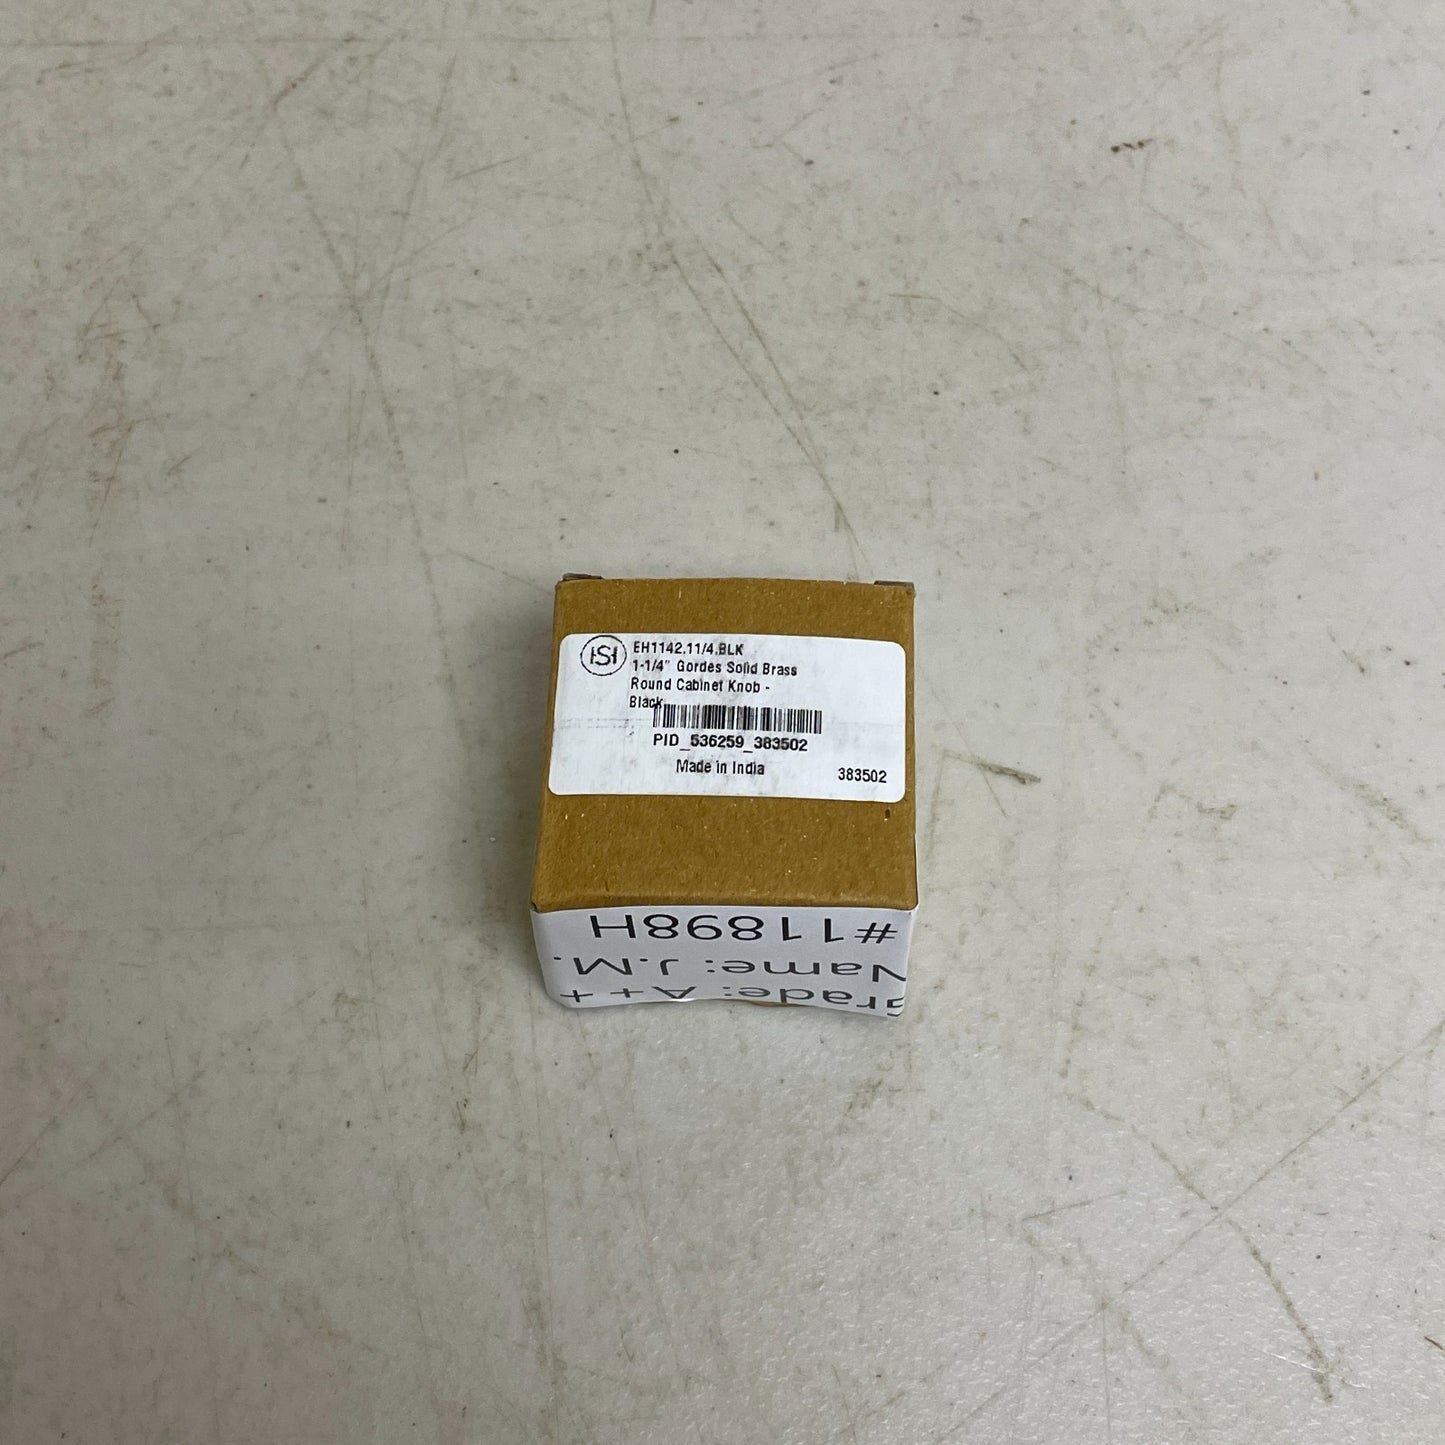 HSH
EH1142.11/4.BLK
1-1/4" Gordes Solid Brass
Round Cabinet Knob -
Black
PID_536259_383502
Made in India
383502
#11898H
Name: J.M.
Grade: A++